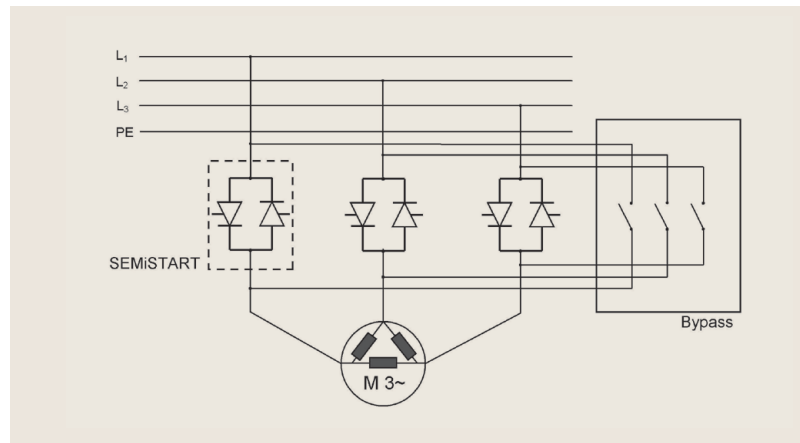 L₁
L₂
L₃
PE
SEMiSTART
Bypass
M 3~